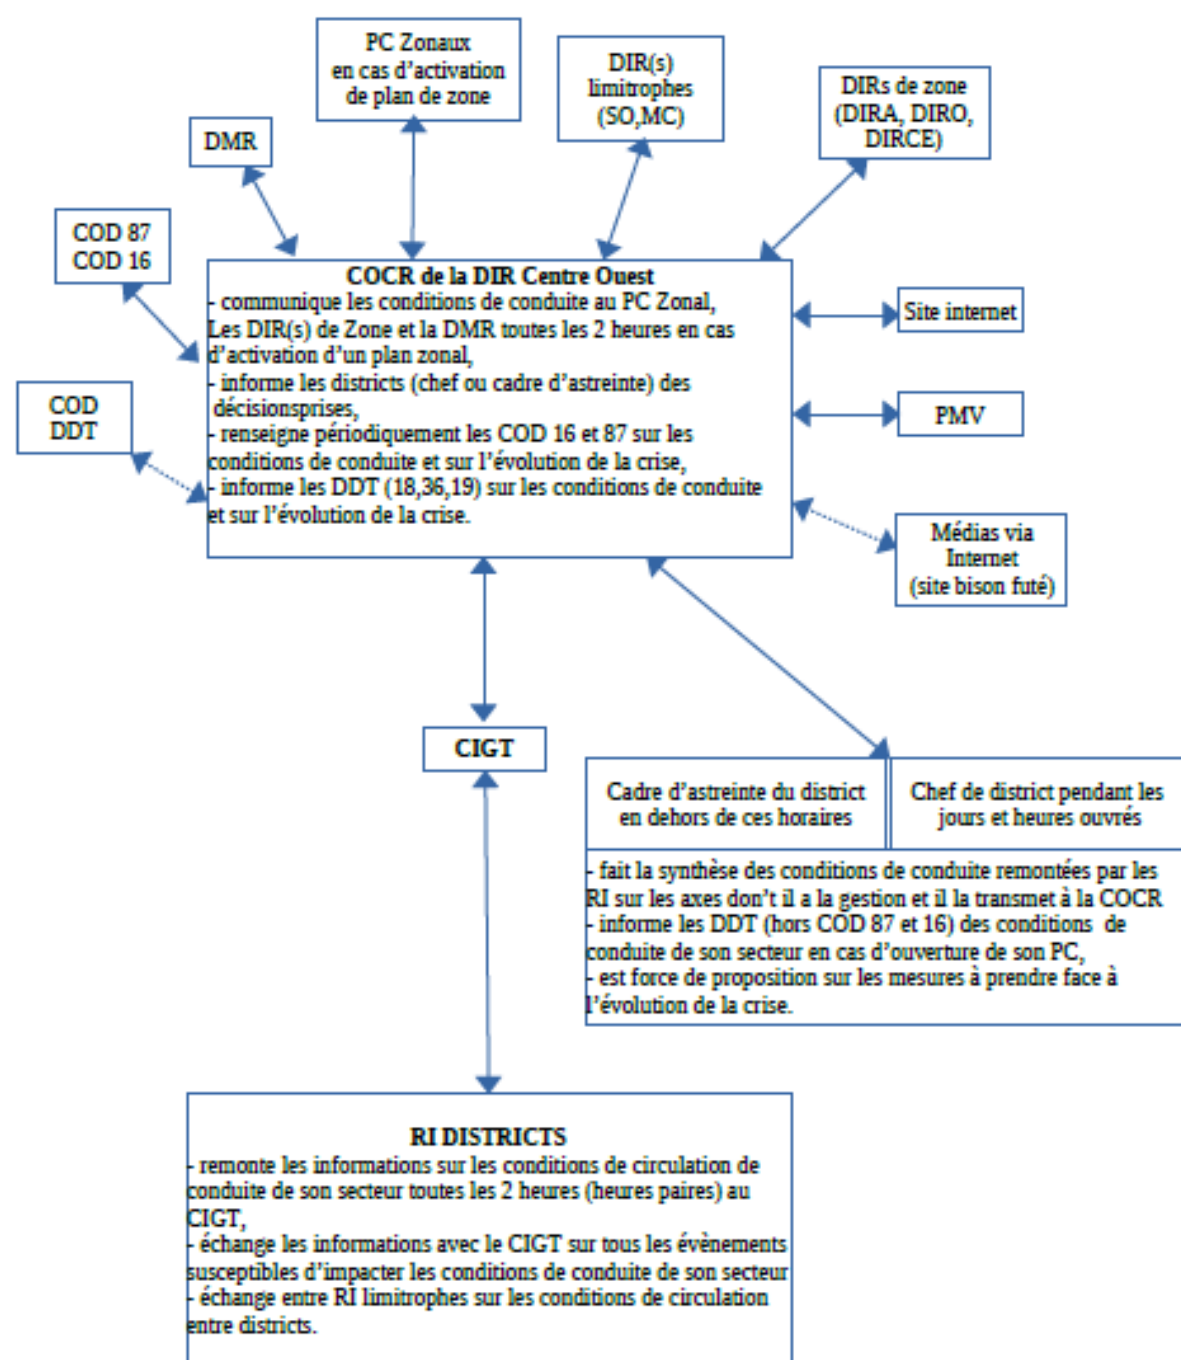 PC Zonaux
en cas d'activation
de plan de zone
DIR(s)
limitrophes
(SO,MC)
DIRs de zone
(DIRA, DIRO,
DIRCE)
DMR
COD 87
COD 16
COD
DDT
COCR de la DIR Centre Ouest
- communique les conditions de conduite au PC Zonal,
Les DIR(s) de Zone et la DMR toutes les 2 heures en cas
d'activation d'un plan zonal,
- informe les districts (chef ou cadre d'astreinte) des
décisionsprises,
- renseigne périodiquement les COD 16 et 87 sur les
conditions de conduite et sur l'évolution de la crise,
- informe les DDT (18,36,19) sur les conditions de conduite
et sur l'évolution de la crise.
Site internet
PMV
Médias via
Internet
(site bison futé)
CIGT
Cadre d'astreinte du district
en dehors de ces horaires
Chef de district pendant les
jours et heures ouvrés
- fait la synthèse des conditions de conduite remontées par les
RI sur les axes don't il a la gestion et il la transmet à la COCR
- informe les DDT (hors COD 87 et 16) des conditions de
conduite de son secteur en cas d'ouverture de son PC,
- est force de proposition sur les mesures à prendre face à
l'évolution de la crise.
RI DISTRICTS
- remonte les informations sur les conditions de circulation de
conduite de son secteur toutes les 2 heures (heures paires) au
CIGT,
- échange les informations avec le CIGT sur tous les évènements
susceptibles d'impacter les conditions de conduite de son secteur
- échange entre RI limitrophes sur les conditions de circulation
entre districts.